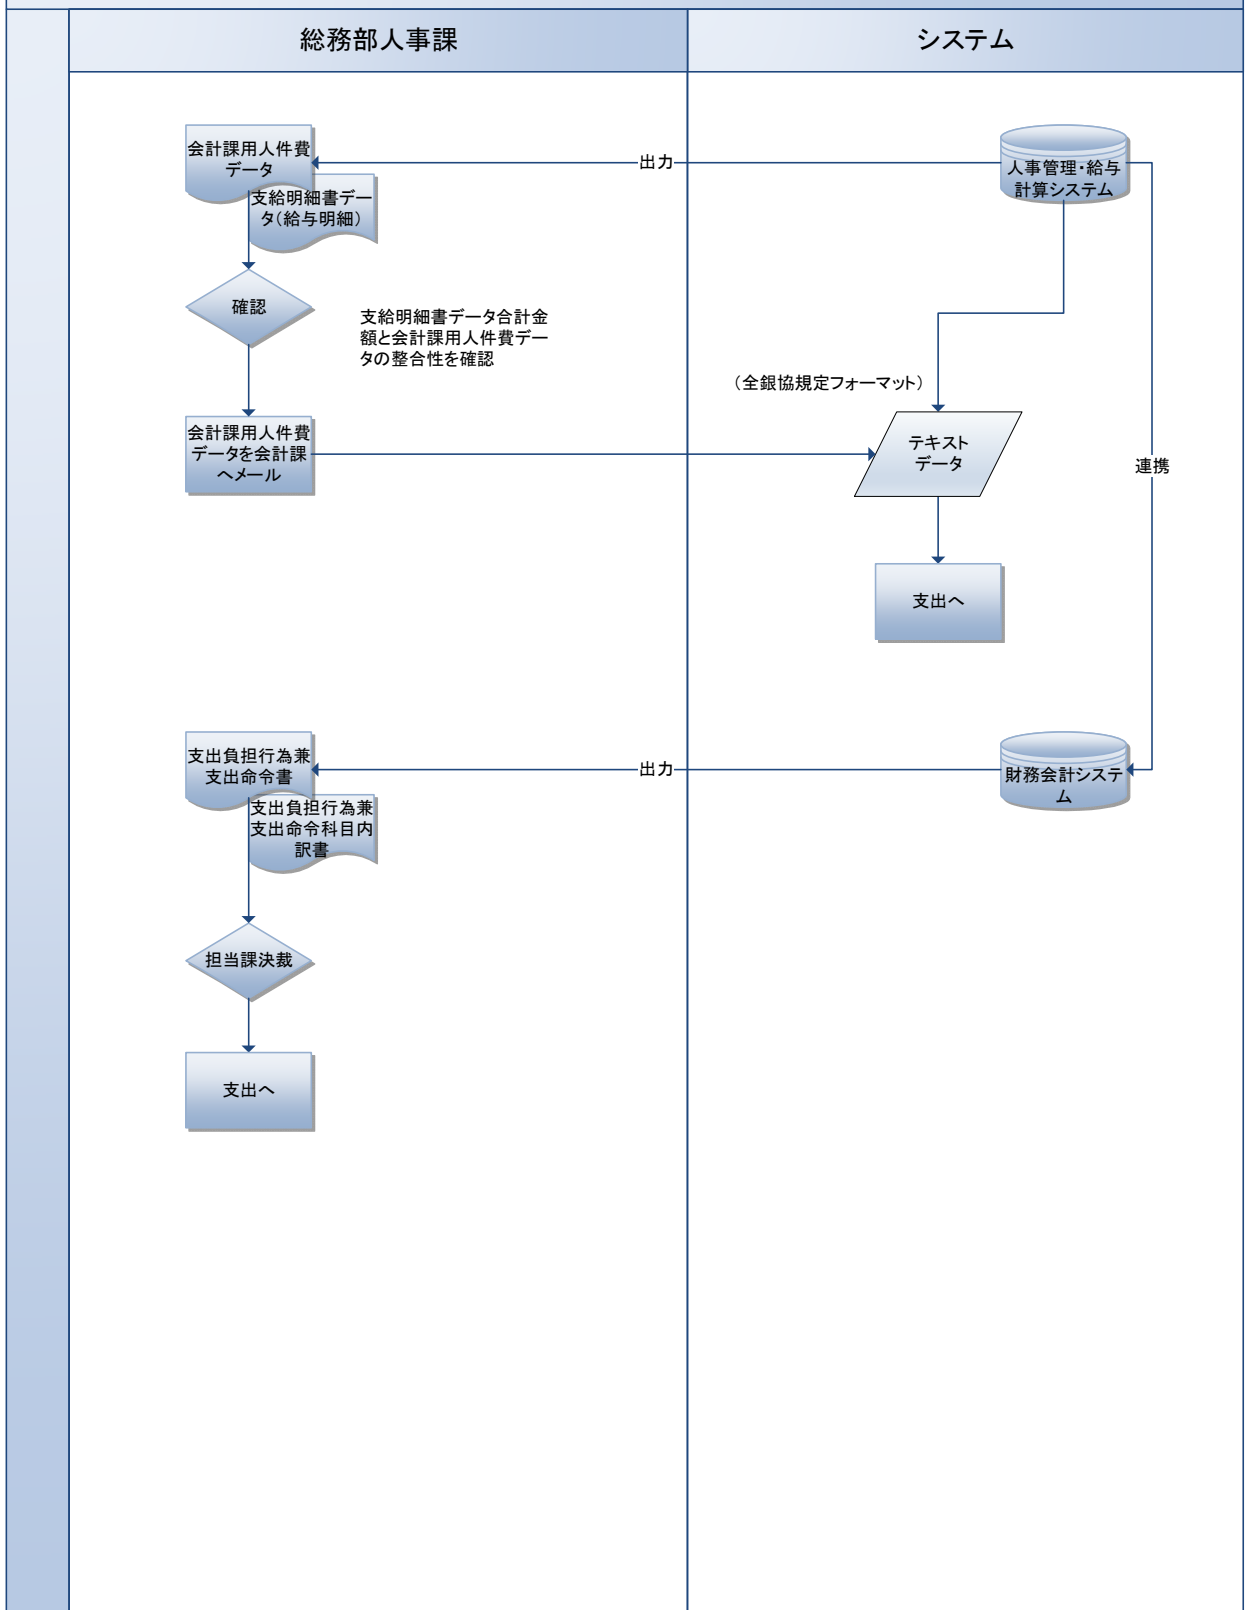 総務部人事課
システム
会計課用人件費
データ
支給明細書デー
タ（給与明細）
出力
人事管理・給与
計算システム
確認
支給明細書データ合計金
額と会計課用人件費デー
タの整合性を確認
（全銀協規定フォーマット）
会計課用人件費
データを会計課
へメール
テキスト
データ
連携
支出へ
支出負担行為兼
支出命令書
支出負担行為兼
支出命令科目内
訳書
出力
財務会計システ
ム
担当課決裁
支出へ